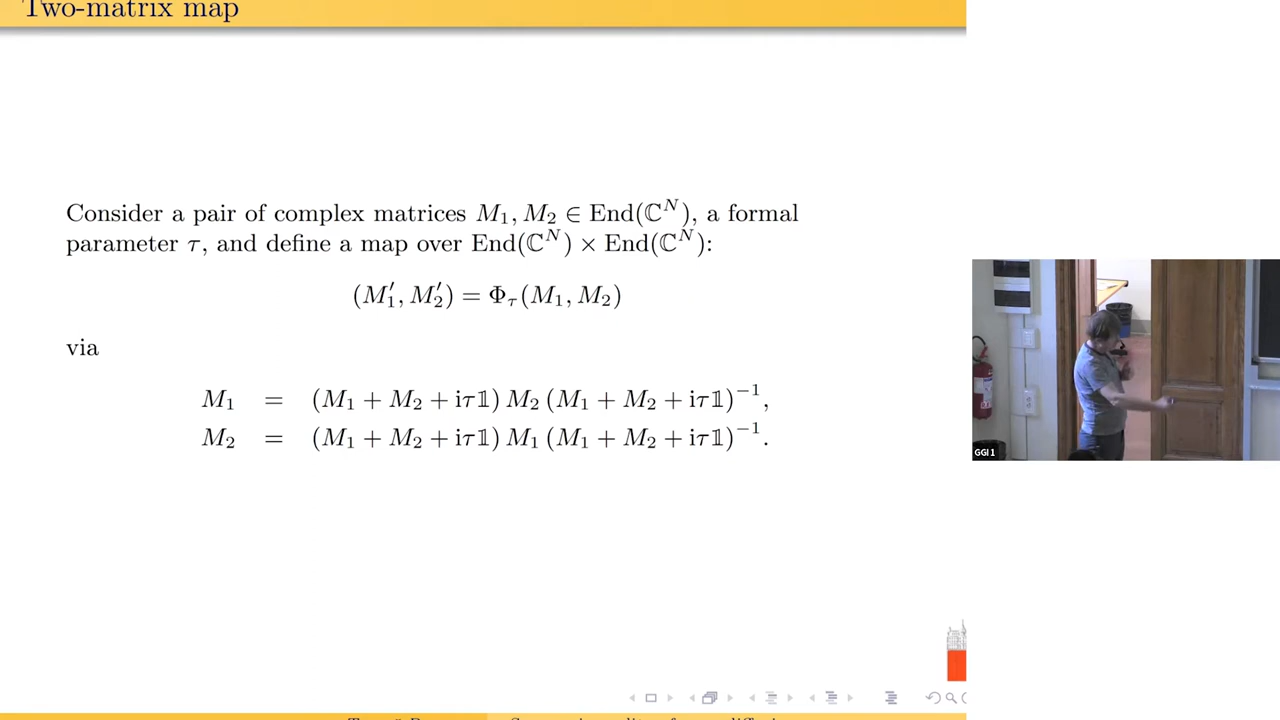 Two-matrix map
Consider a pair of complex matrices M₁, M₂ ∈ End(ℂᴺ), a formal
parameter τ, and define a map over End(ℂᴺ) × End(ℂᴺ):
(M₁′, M₂′) = Φ_τ(M₁, M₂)
via
M₁ = (M₁ + M₂ + iτ𝟙) M₂ (M₁ + M₂ + iτ𝟙)⁻¹,
M₂ = (M₁ + M₂ + iτ𝟙) M₁ (M₁ + M₂ + iτ𝟙)⁻¹.
GGI 1